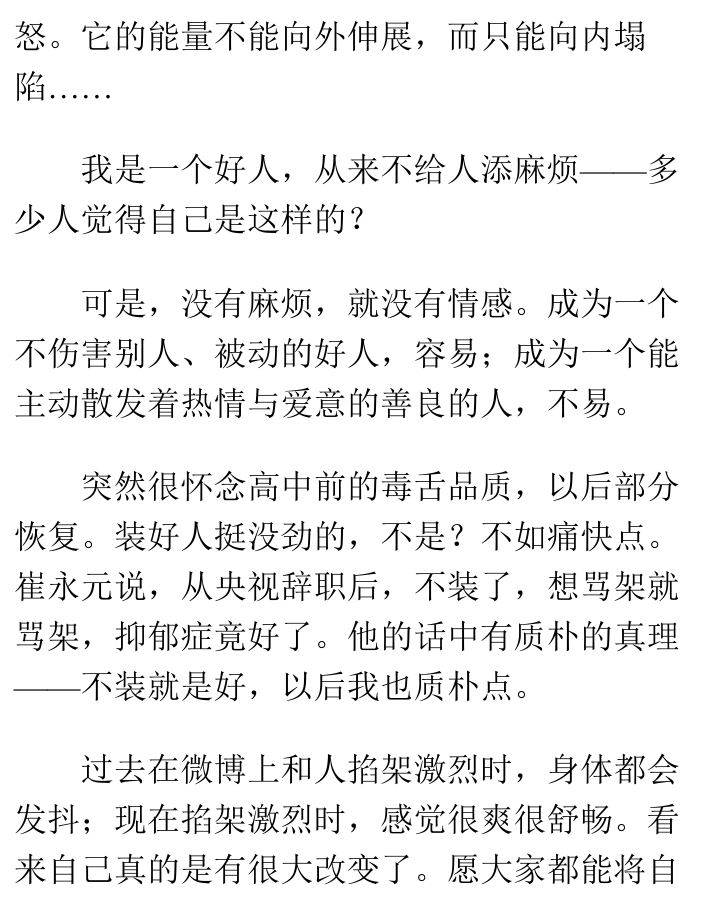 怒。它的能量不能向外伸展，而只能向内塌
陷……
我是一个好人，从来不给人添麻烦——多
少人觉得自己是这样的？
可是，没有麻烦，就没有情感。成为一个
不伤害别人、被动的好人，容易；成为一个能
主动散发着热情与爱意的善良的人，不易。
突然很怀念高中前的毒舌品质，以后部分
恢复。装好人挺没劲的，不是？不如痛快点。
崔永元说，从央视辞职后，不装了，想骂架就
骂架，抑郁症竟好了。他的话中有质朴的真理
——不装就是好，以后我也质朴点。
过去在微博上和人掐架激烈时，身体都会
发抖；现在掐架激烈时，感觉很爽很舒畅。看
来自己真的是有很大改变了。愿大家都能将自